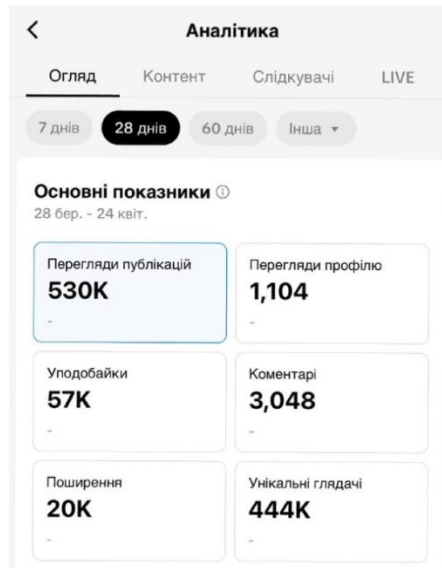 Аналітика
Огляд Контент Слідкувачі LIVE
7 днів 28 днів 60 днів Інша
Основні показники
28 бер. - 24 квіт.
Перегляди публікацій Перегляди профілю
530K 1,104
- -
Уподобайки Коментарі
57K 3,048
- -
Поширення Унікальні глядачі
20K 444K
- -